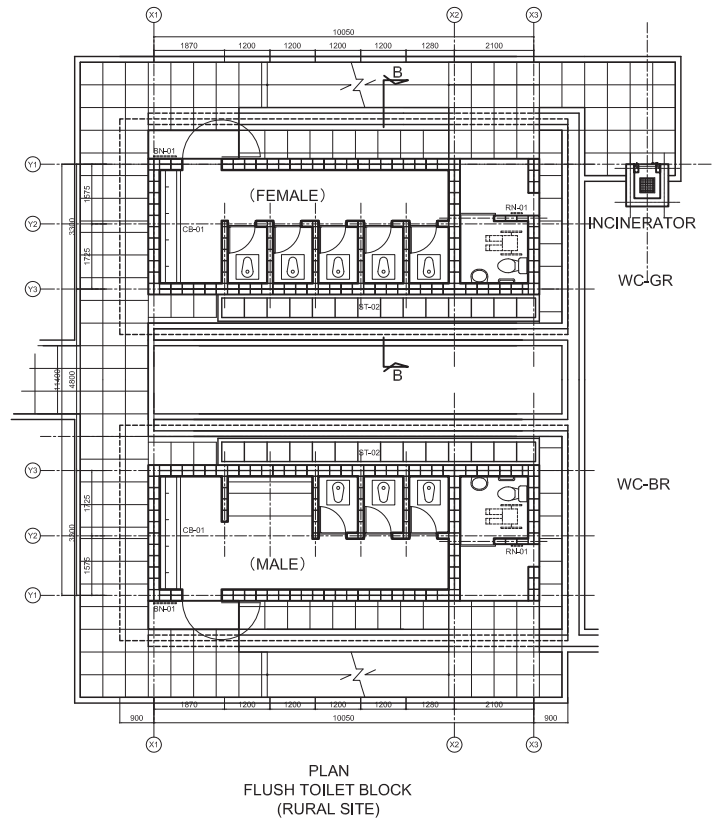 X1
X2
X3
10050
1870
1200
1200
1200
1200
1280
2100
B
BN-01
Y1
1575
(FEMALE)
RN-01
INCINERATOR
Y2
3300
CB-01
1725
WC-GR
Y3
ST-02
B
11400
4800
Y3
ST-02
WC-BR
1725
CB-01
Y2
3300
(MALE)
RN-01
1575
Y1
BN-01
1870
1200
1200
1200
1200
1280
2100
900
10050
900
X1
X2
X3
PLAN
FLUSH TOILET BLOCK
(RURAL SITE)